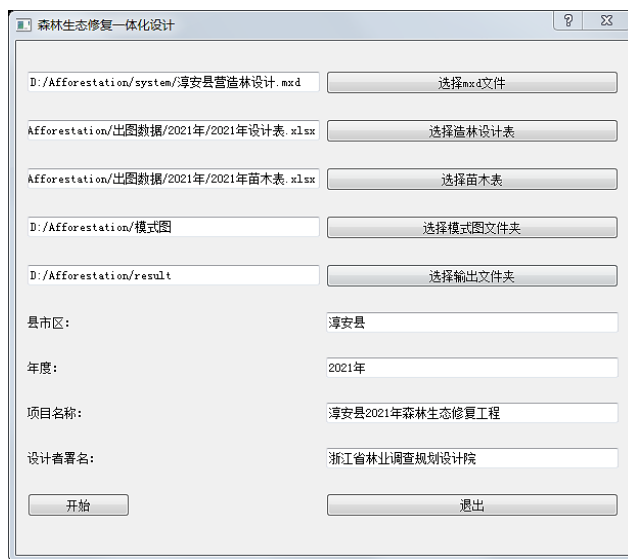 森林生态修复一体化设计
D:/Afforestation/system/淳安县营造林设计.mxd 选择mxd文件
Afforestation/出图数据/2021年/2021年设计表.xlsx 选择造林设计表
Afforestation/出图数据/2021年/2021年苗木表.xlsx 选择苗木表
D:/Afforestation/模式图 选择模式图文件夹
D:/Afforestation/result 选择输出文件夹
县市区: 淳安县
年度: 2021年
项目名称: 淳安县2021年森林生态修复工程
设计者署名: 浙江省林业调查规划设计院
开始 退出